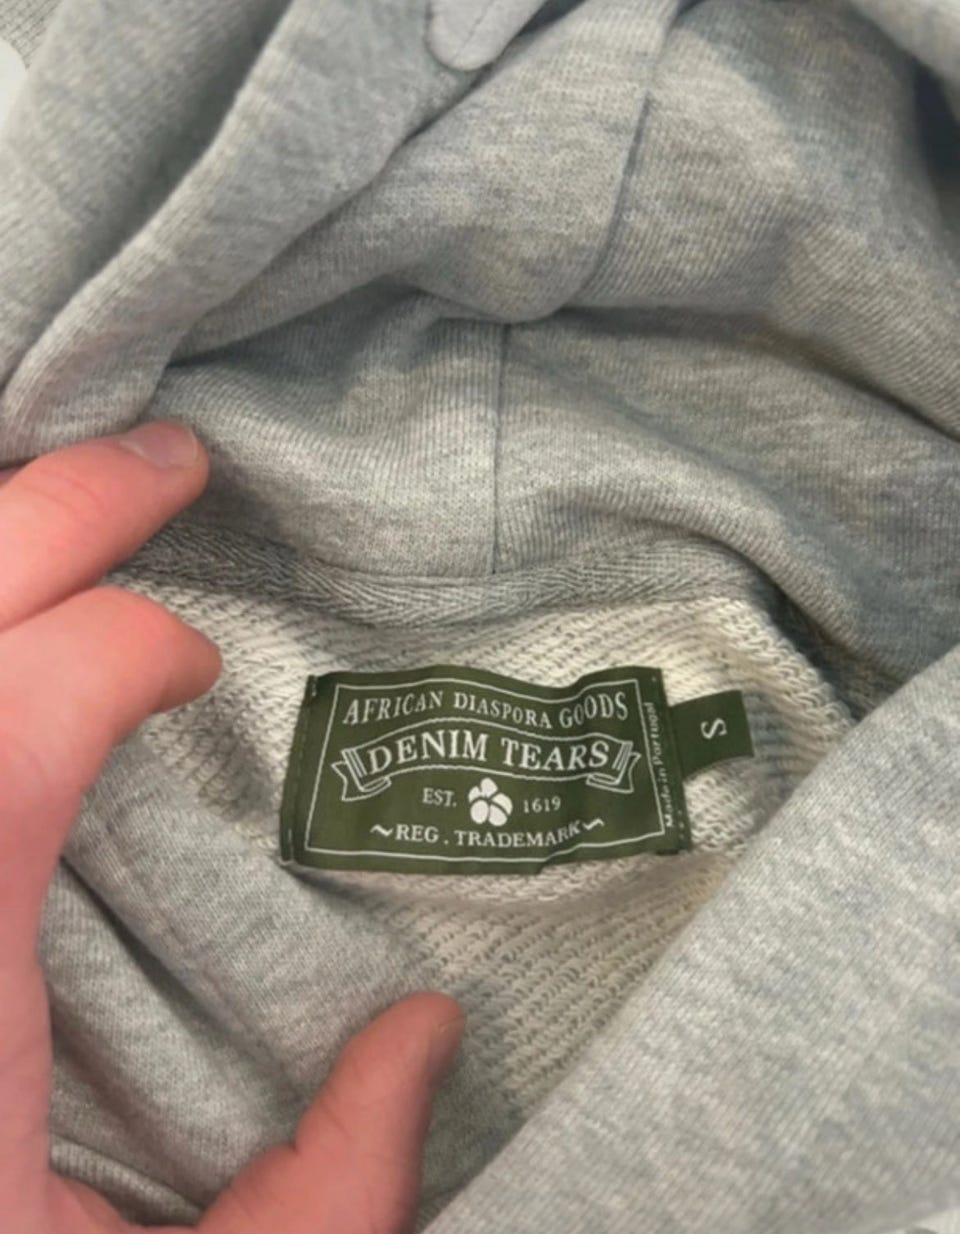 AFRICAN DIASPORA GOODS
DENIM TEARS
EST. 1619
~REG. TRADEMARK~
Made in Portugal
S